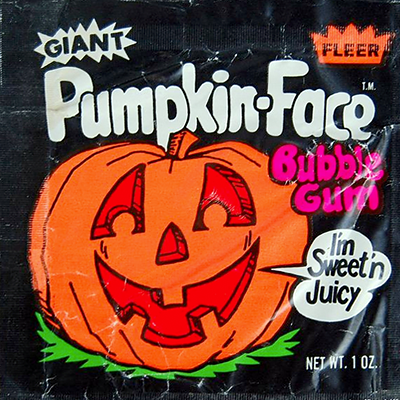 GIANT
FLEER
Pumpkin-Face T.M.
Bubble
Gum
I'm
Sweet'n
Juicy
NET WT. 1 OZ.